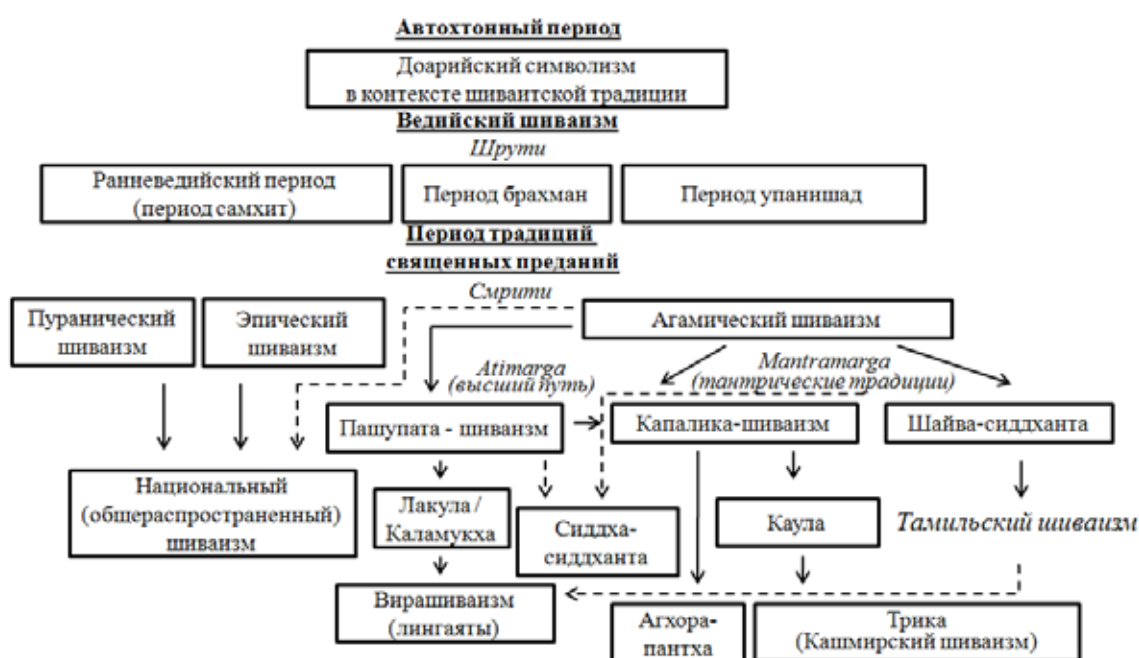 Автохтонный период
Доарийский символизм
в контексте шиваитской традиции
Ведийский шиваизм
Шрути
Ранневедийский период
(период самхит)
Период брахман
Период упанишад
Период традиций
священных преданий
Смрити
Пуранический
шиваизм
Эпический
шиваизм
Агамический шиваизм
Atimarga
(высший путь)
Mantramarga
(тантрические традиции)
Пашупата - шиваизм
Капалика-шиваизм
Шайва-сиддханта
Национальный
(общераспространенный)
шиваизм
Лакула /
Каламукха
Сиддха-
сиддханта
Каула
Тамильский шиваизм
Вирашиваизм
(лингаяты)
Агхора-
пантха
Трика
(Кашмирский шиваизм)